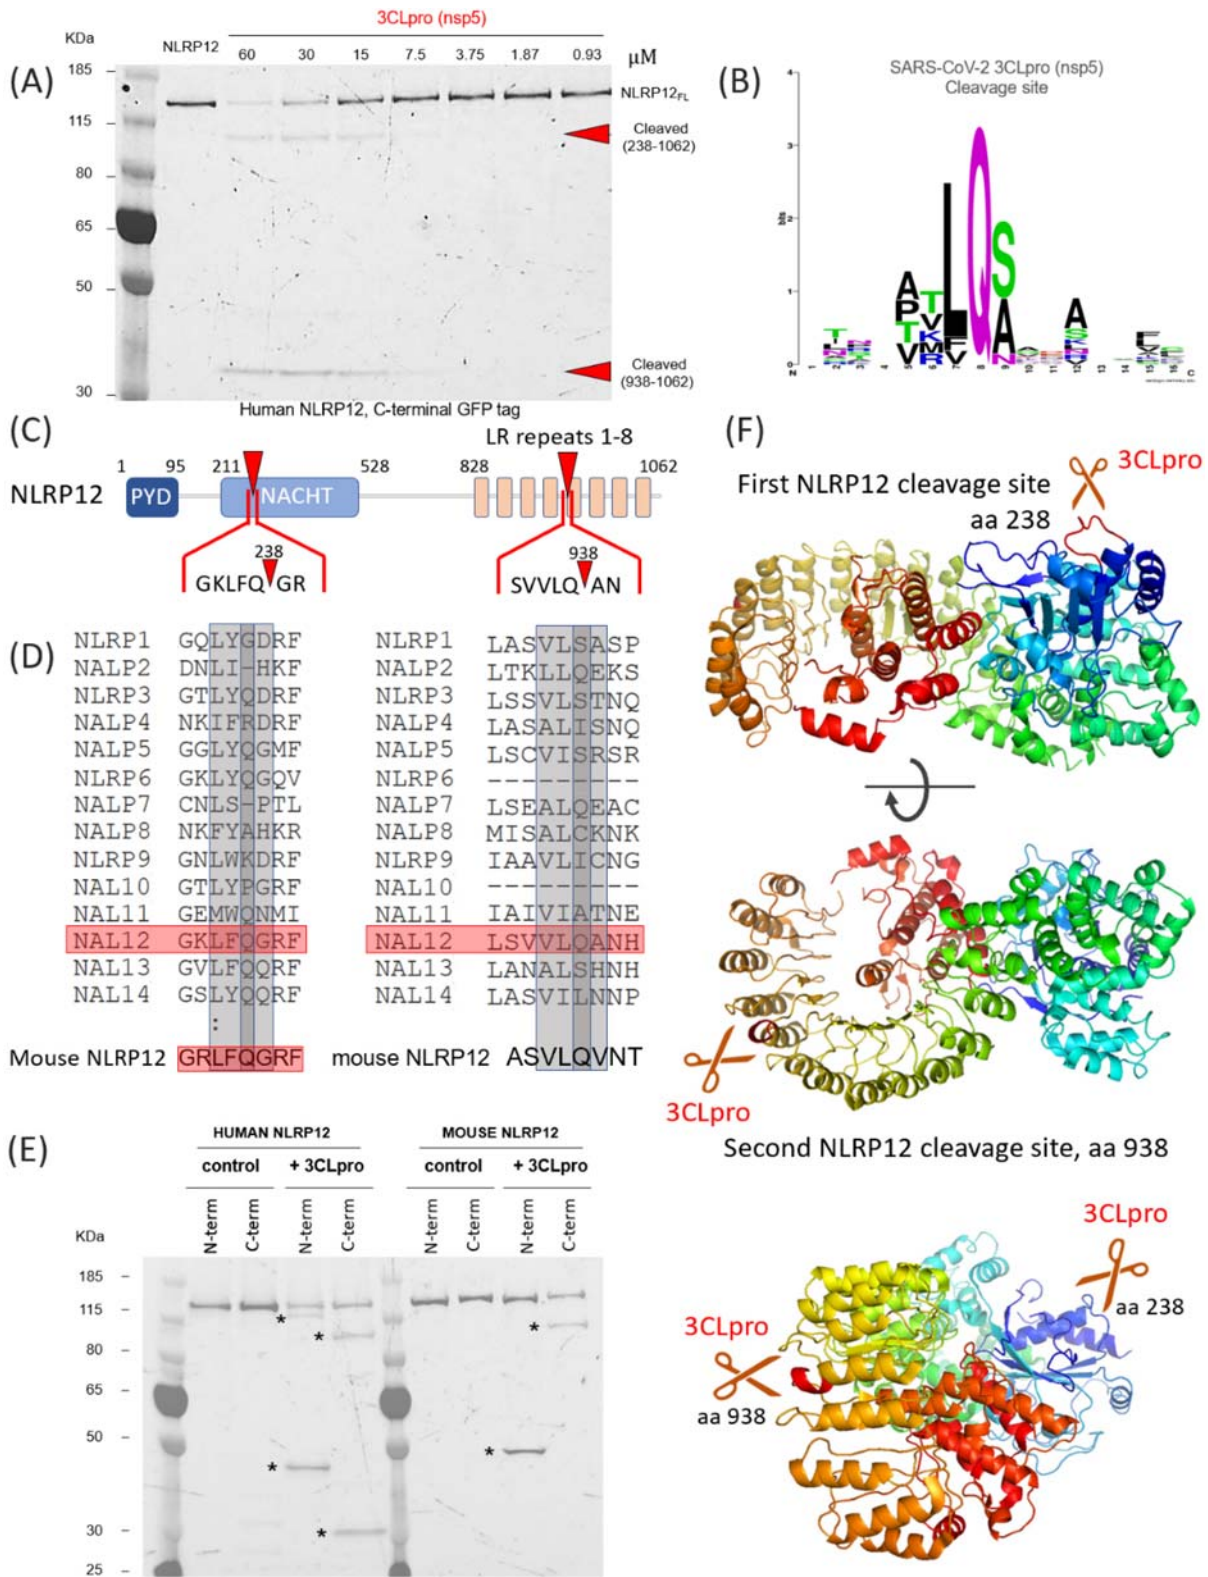 (A)
3CLpro (nsp5)
KDa
NLRP12
60 30 15 7.5 3.75 1.87 0.93 µM
185
115
80
65
50
30
NLRP12FL
Cleaved
(238-1062)
Cleaved
(938-1062)
Human NLRP12, C-terminal GFP tag
(B)
SARS-CoV-2 3CLpro (nsp5)
Cleavage site
bits
4
3
2
1
0
N
C
(C)
LR repeats 1-8
1 95 211 528 828 1062
NLRP12
PYD
NACHT
238
GKLFQ GR
938
SVVLQ AN
(D)
NLRP1 GQLYGDRF
NALP2 DNLI-HKF
NLRP3 GTLYQDRF
NALP4 NKIFRDRF
NALP5 GGLYQGMF
NLRP6 GKLYQGQV
NALP7 CNLS-PTL
NALP8 NKFYAHKR
NLRP9 GNLWKDRF
NAL10 GTLYPGRF
NAL11 GEMWQNMI
NAL12 GKLFQGRF
NAL13 GVLFQQRF
NAL14 GSLYQQRF
:
Mouse NLRP12 GRLFQGRF
NLRP1 LASVLSASP
NALP2 LTKLLQEKS
NLRP3 LSSVLSTNQ
NALP4 LASALISNQ
NALP5 LSCVISRSR
NLRP6 ---------
NALP7 LSEALQEAC
NALP8 MISALCKNK
NLRP9 IAAVLICNG
NAL10 ---------
NAL11 IAIVIATNE
NAL12 LSVVLQANH
NAL13 LANALSHNH
NAL14 LASVILNNP
mouse NLRP12 ASVLQVNT
(E)
HUMAN NLRP12 MOUSE NLRP12
control + 3CLpro control + 3CLpro
N-term C-term N-term C-term N-term C-term N-term C-term
KDa
185
115
80
65
50
30
25
* * * * * *
(F)
3CLpro
First NLRP12 cleavage site
aa 238
3CLpro
Second NLRP12 cleavage site, aa 938
3CLpro
aa 238
3CLpro
aa 938